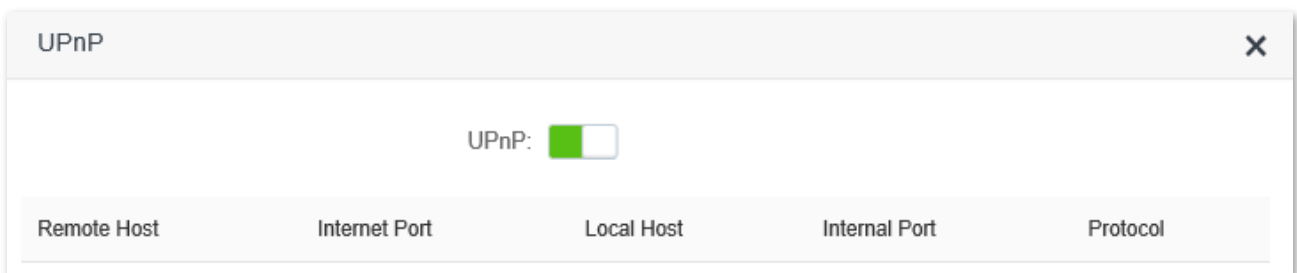 UPnP
UPnP:
Remote Host Internet Port Local Host Internal Port Protocol